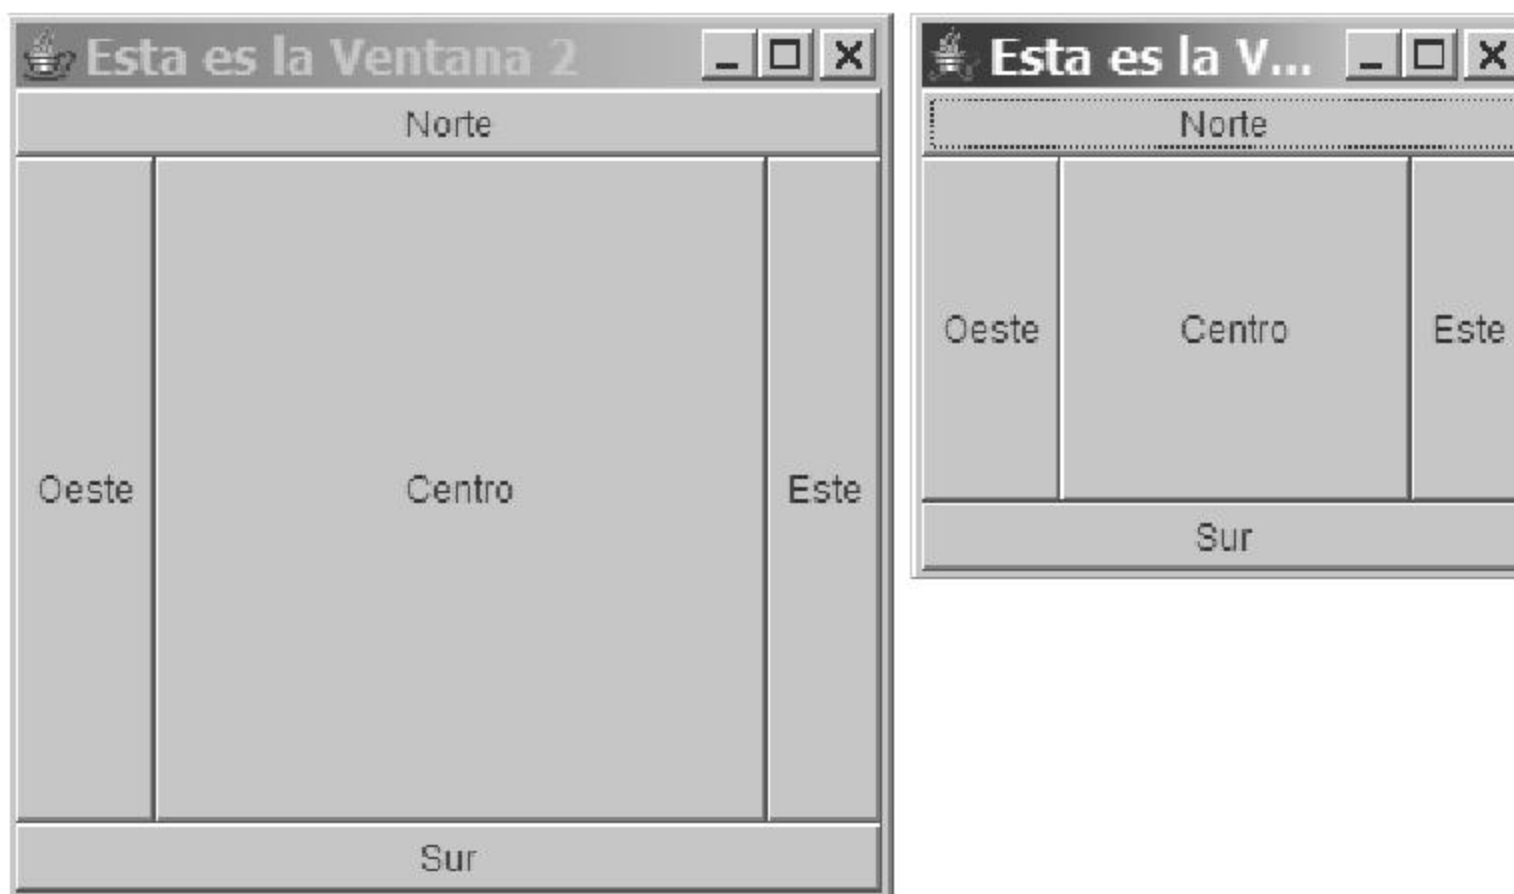 Esta es la Ventana 2
Norte
Oeste
Centro
Este
Sur
Esta es la V...
Norte
Oeste
Centro
Este
Sur